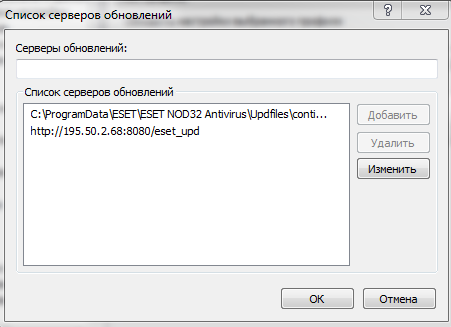 Список серверов обновлений
Серверы обновлений:
Список серверов обновлений
C:\ProgramData\ESET\ESET NOD32 Antivirus\Updfiles\conti...
http://195.50.2.68:8080/eset_upd
Добавить
Удалить
Изменить
OK
Отмена